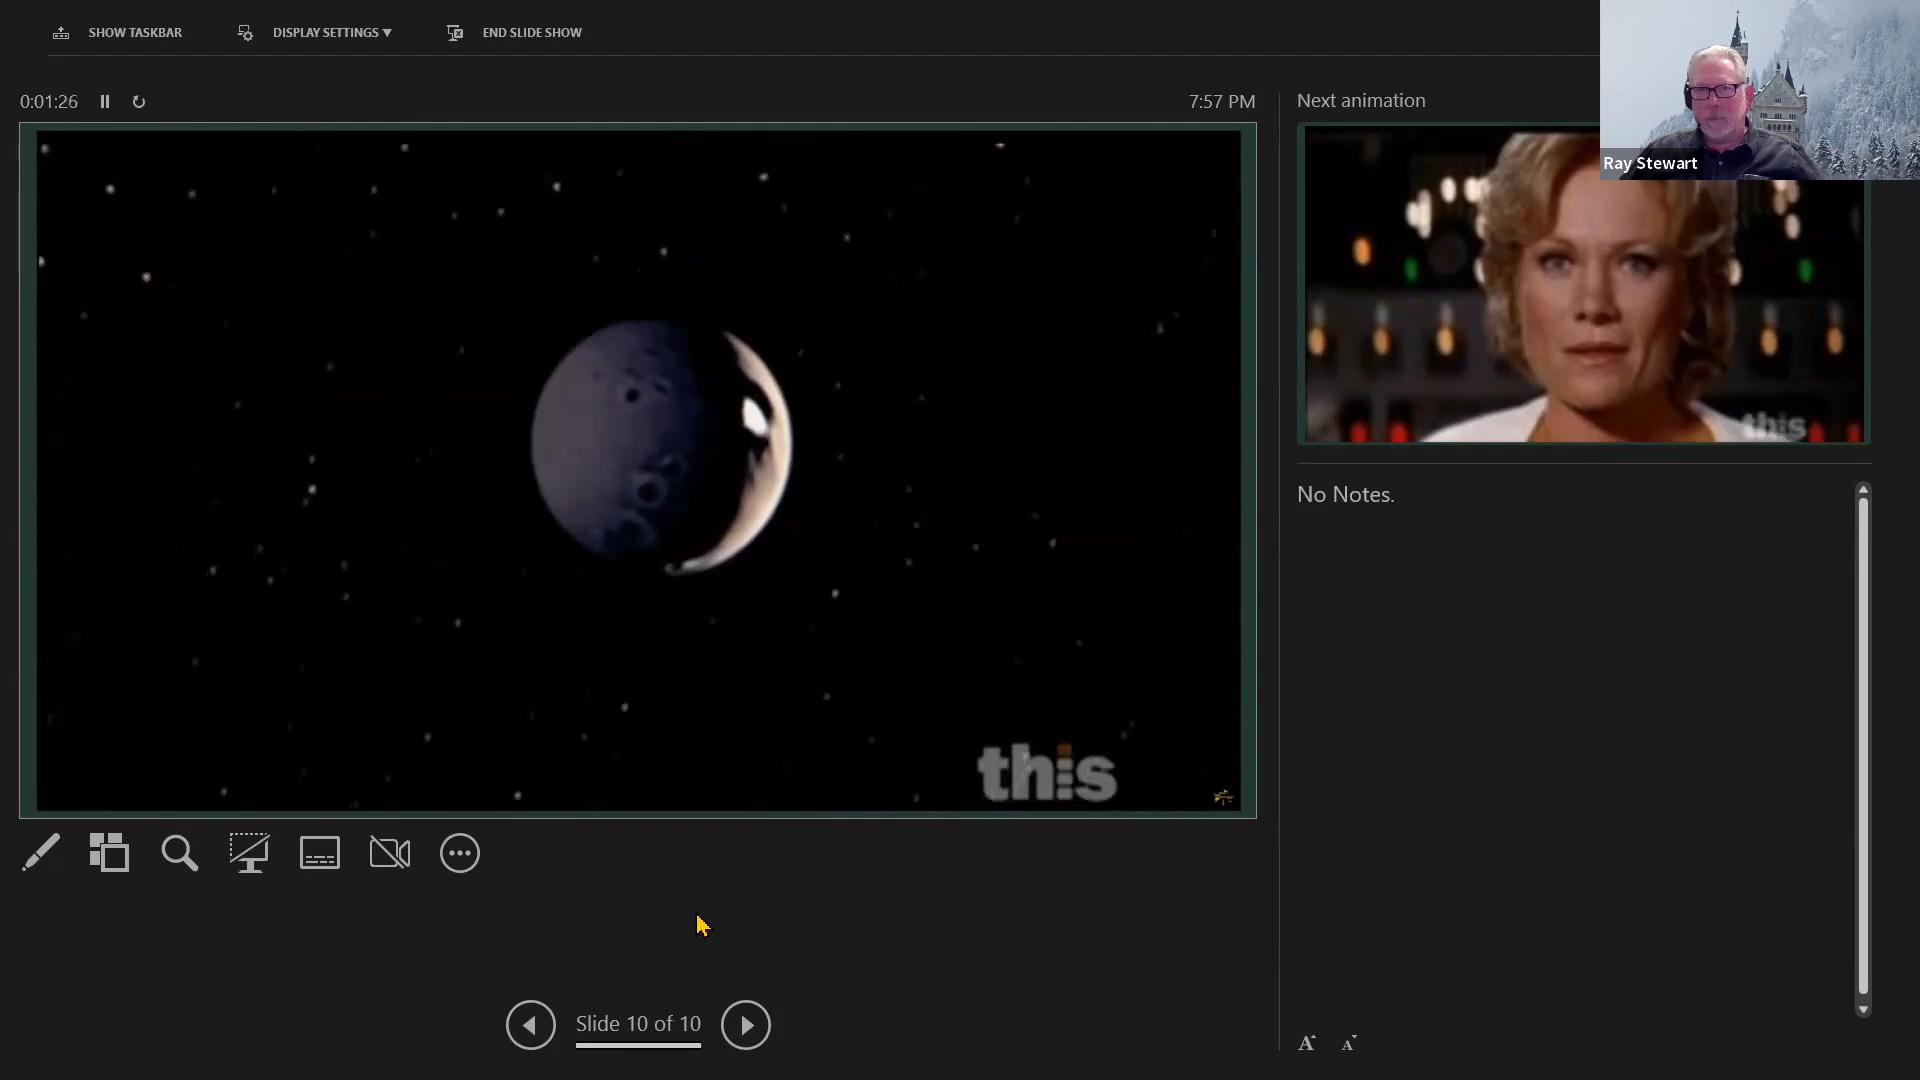 SHOW TASKBAR
DISPLAY SETTINGS
END SLIDE SHOW
0:01:26
7:57 PM
Next animation
Ray Stewart
this
this
No Notes.
Slide 10 of 10
A A